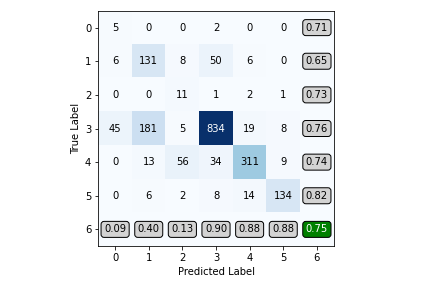 0 5 0 0 2 0 0 0.71
1 6 131 8 50 6 0 0.65
2 0 0 11 1 2 1 0.73
3 45 181 5 834 19 8 0.76
4 0 13 56 34 311 9 0.74
5 0 6 2 8 14 134 0.82
6 0.09 0.40 0.13 0.90 0.88 0.88 0.75
0 1 2 3 4 5 6
True Label
Predicted Label